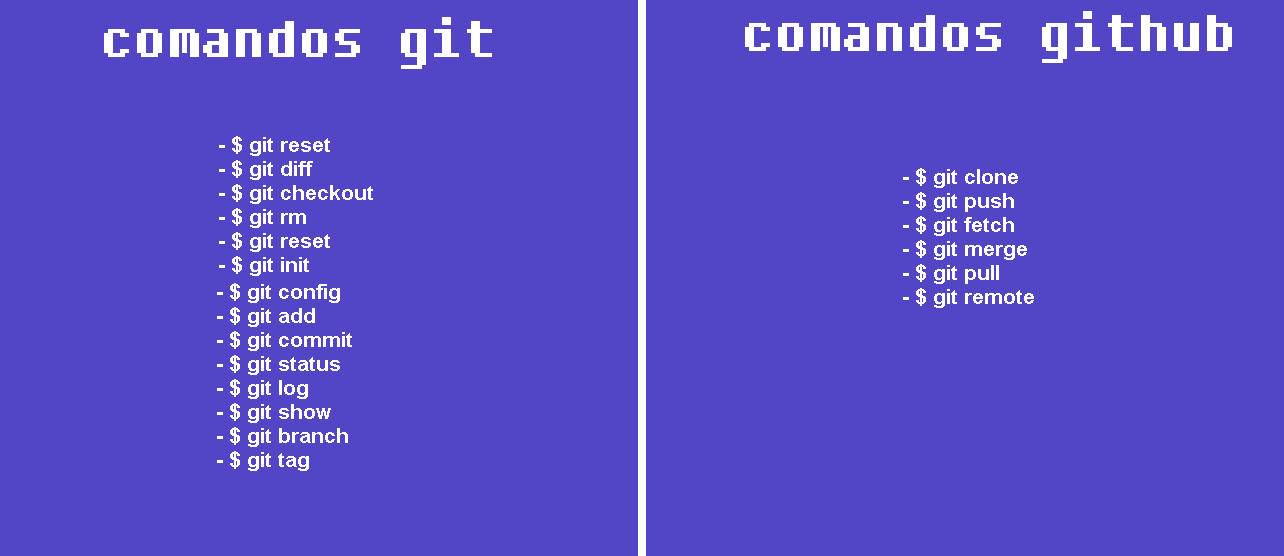 comandos git
- $ git reset
- $ git diff
- $ git checkout
- $ git rm
- $ git reset
- $ git init
- $ git config
- $ git add
- $ git commit
- $ git status
- $ git log
- $ git show
- $ git branch
- $ git tag
comandos github
- $ git clone
- $ git push
- $ git fetch
- $ git merge
- $ git pull
- $ git remote